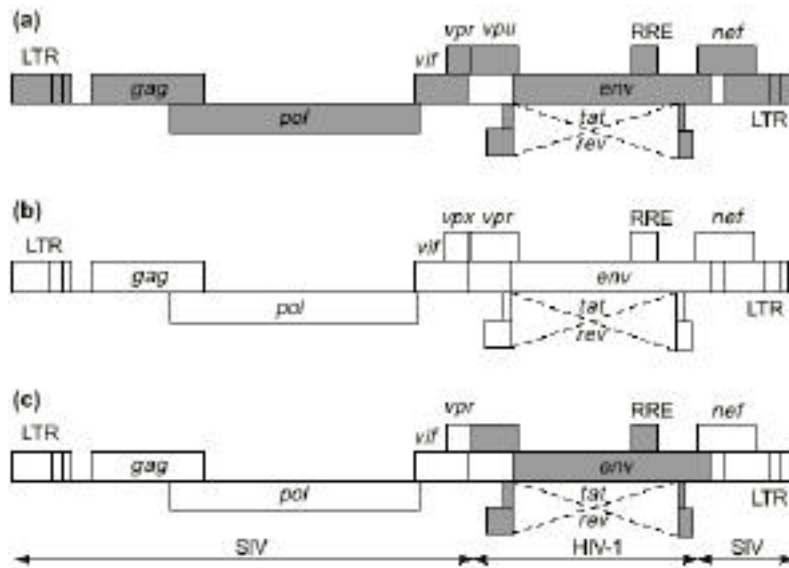 (a)
vpr vpu RRE nef
LTR vif
gag env
pol tat LTR
rev
(b)
vpx vpr RRE nef
LTR vif
gag env
pol tat LTR
rev
(c)
vpr RRE nef
LTR vif
gag env
pol tat LTR
rev
SIV HIV-1 SIV